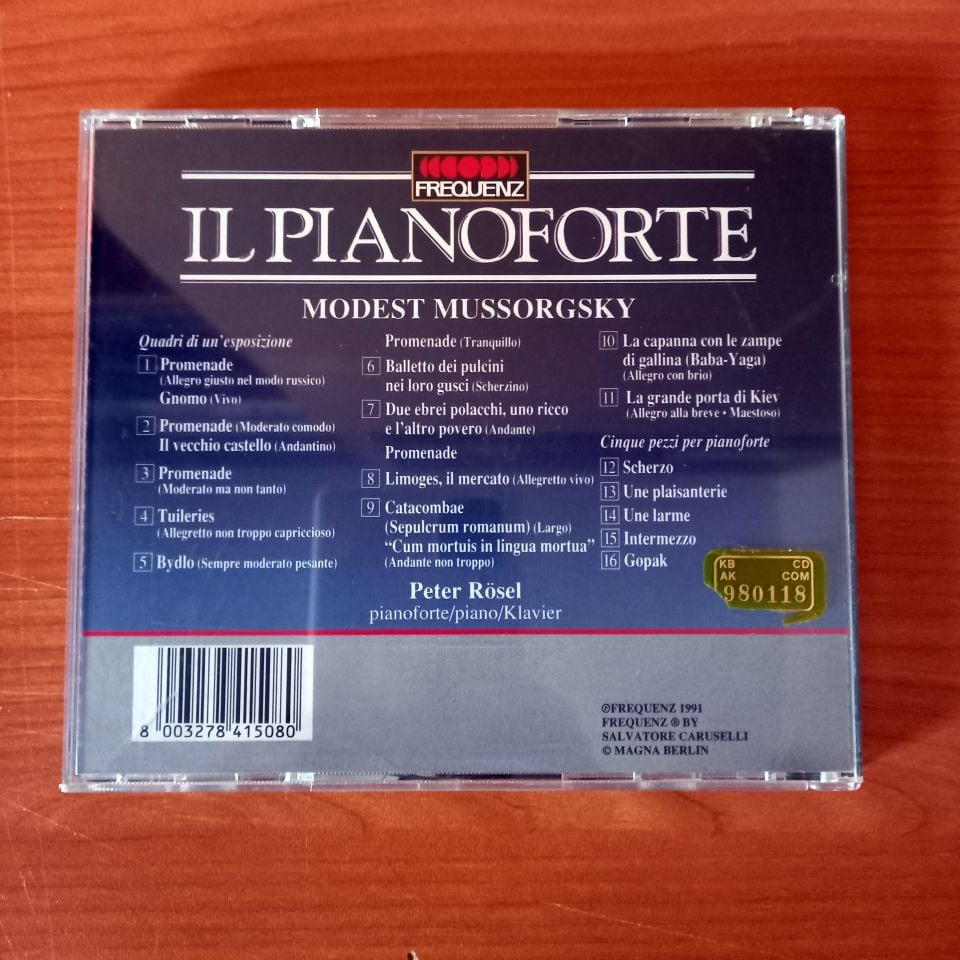 FREQUENZ
IL PIANOFORTE
MODEST MUSSORGSKY
Quadri di un'esposizione
1 Promenade
(Allegro giusto nel modo russico)
Gnomo (Vivo)
2 Promenade (Moderato comodo)
Il vecchio castello (Andantino)
3 Promenade
(Moderato ma non tanto)
4 Tuileries
(Allegretto non troppo capriccioso)
5 Bydlo (Sempre moderato pesante)
Promenade (Tranquillo)
6 Balletto dei pulcini
nei loro gusci (Scherzino)
7 Due ebrei polacchi, uno ricco
e l'altro povero (Andante)
Promenade
8 Limoges, il mercato (Allegretto vivo)
9 Catacombae
(Sepulcrum romanum) (Largo)
“Cum mortuis in lingua mortua”
(Andante non troppo)
10 La capanna con le zampe
di gallina (Baba-Yaga)
(Allegro con brio)
11 La grande porta di Kiev
(Allegro alla breve • Maestoso)
Cinque pezzi per pianoforte
12 Scherzo
13 Une plaisanterie
14 Une larme
15 Intermezzo
16 Gopak
KB CD
AK COM
980118
Peter Rösel
pianoforte/piano/Klavier
8 003278 415080
℗FREQUENZ 1991
FREQUENZ ® BY
SALVATORE CARUSELLI
© MAGNA BERLIN